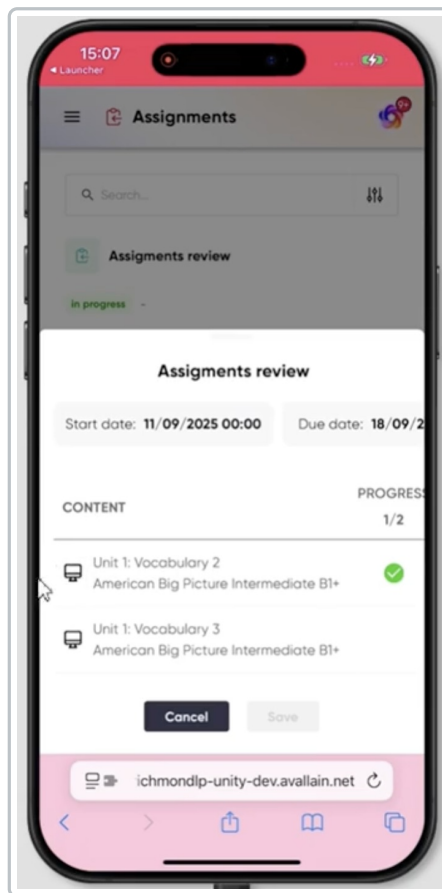 15:07
◀ Launcher
9+
Assignments
Search...
Assigments review
in progress -
Assigments review
Start date: 11/09/2025 00:00 Due date: 18/09/2
CONTENT PROGRES
1/2
Unit 1: Vocabulary 2
American Big Picture Intermediate B1+
Unit 1: Vocabulary 3
American Big Picture Intermediate B1+
Cancel Save
ichmondlp-unity-dev.avallain.net